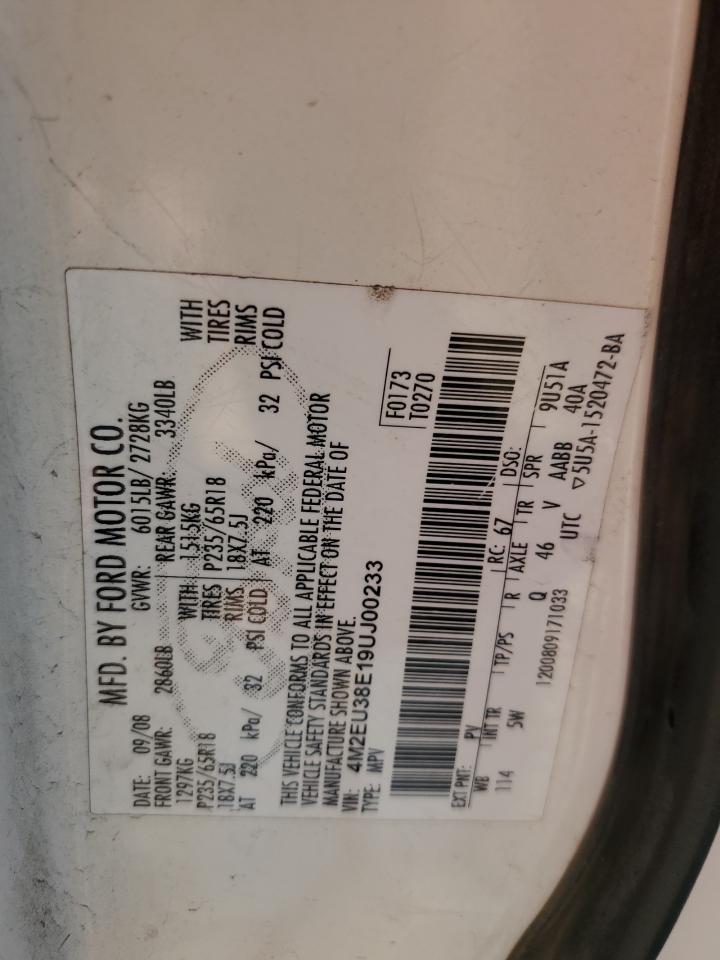 MFD. BY FORD MOTOR CO.
DATE: 09/08 GVWR: 6015LB/ 2728KG
FRONT GAWR: 2860LB REAR GAWR: 3340LB
1297KG WITH 1515KG WITH
P235/65R18 TIRES P235/65R18 TIRES
18X7.5J RIMS 18X7.5J RIMS
AT 220 kPa/ 32 PSI COLD AT 220 kPa/ 32 PSI COLD
THIS VEHICLE CONFORMS TO ALL APPLICABLE FEDERAL MOTOR
VEHICLE SAFETY STANDARDS IN EFFECT ON THE DATE OF
MANUFACTURE SHOWN ABOVE.
VIN: 4M2EU38E19UJ00233
TYPE: MPV
F0173
T0270
EXT PNT: PV RC: 67 DSO:
WB INT TR TP/PS R AXLE TR SPR 9U51A
114 5W Q 46 V AABB 40A
1200809171033 UTC ▽5U5A-1520472-BA